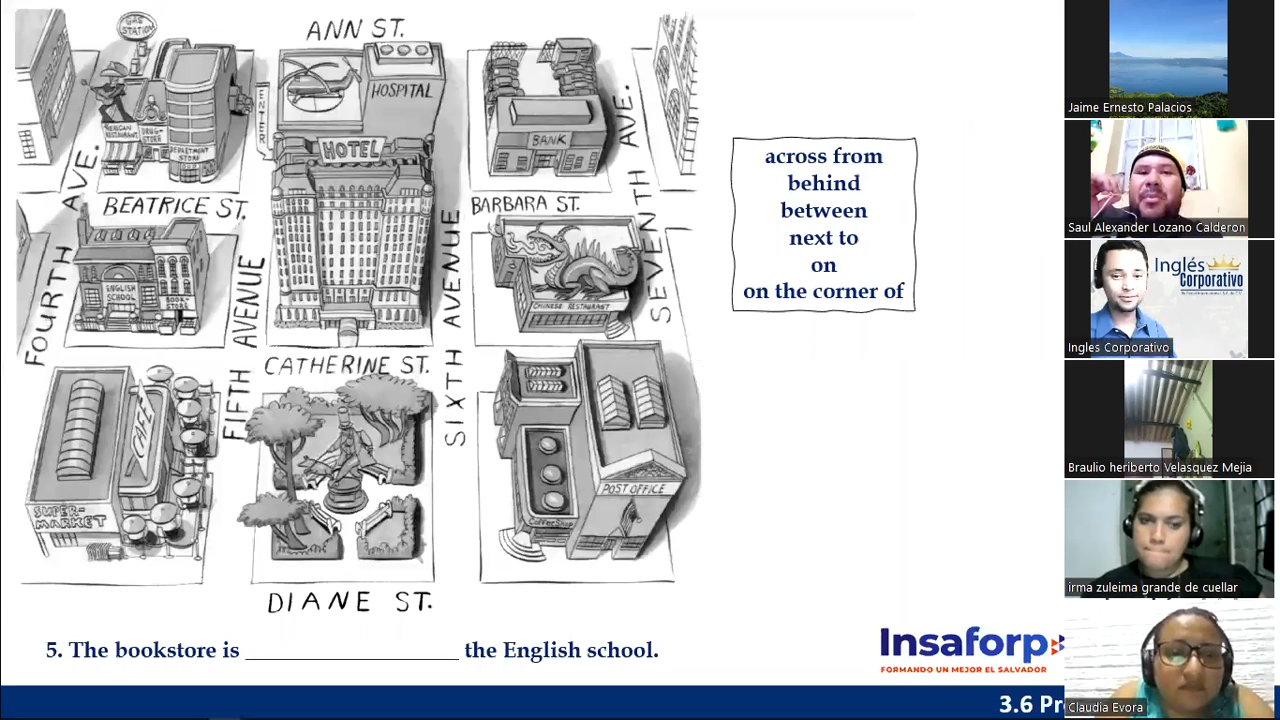 GAS
STATION
ANN ST.
ENTER
HOSPITAL
MEXICAN
RESTAURANT
DRUG-
STORE
DEPARTMENT
STORE
HOTEL
BANK
FOURTH AVE.
BEATRICE ST.
BARBARA ST.
SEVENTH AVE.
ENGLISH
SCHOOL
BOOK-
CHINESE RESTAURANT
FIFTH AVENUE
CATHERINE ST.
SIXTH AVENUE
CAFE
SUPER-
MARKET
POST OFFICE
Coffee Shop
DIANE ST.
across from
behind
between
next to
on
on the corner of
5. The bookstore is ____________________ the English school.
Insaforp
FORMANDO UN MEJOR EL SALVADOR
3.6 Pr
Jaime Ernesto Palacios
Saul Alexander Lozano Calderon
Inglés
Corporativo
Ingles Corporativo
Braulio heriberto Velasquez Mejia
irma zuleima grande de cuellar
Claudia Evora